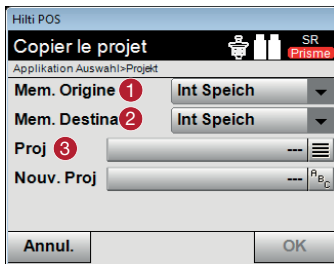 Hilti POS
Copier le projet
SR
Prisme
Applikation Auswahl>Projekt
Mem. Origine 1 Int Speich
Mem. Destina 2 Int Speich
Proj 3 ---
Nouv. Proj --- ABC
Annul. OK